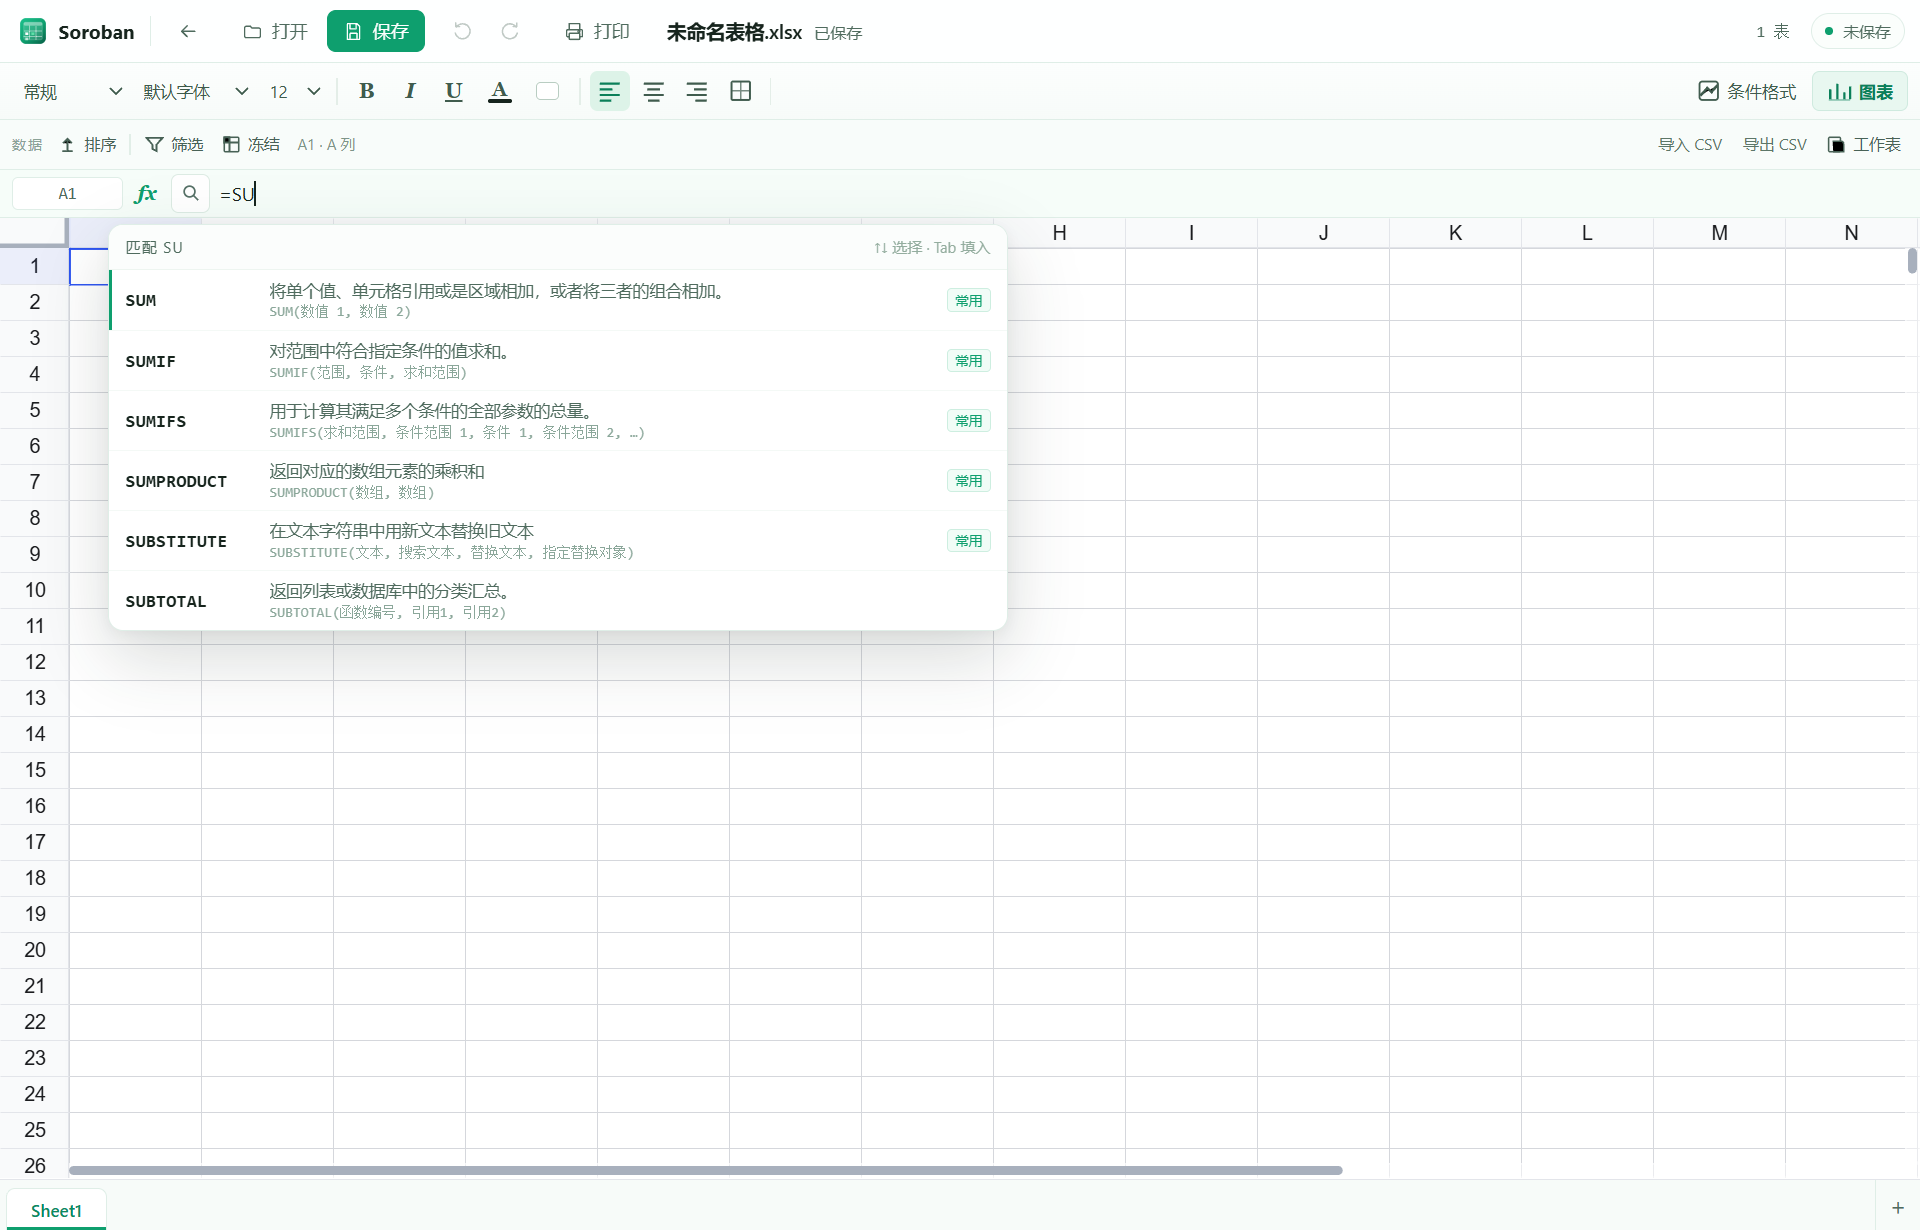 Soroban
打开
保存
打印
未命名表格.xlsx 已保存
1 表
未保存
常规
默认字体
12
B I U A
条件格式
图表
数据
排序
筛选
冻结
A1 · A 列
导入 CSV
导出 CSV
工作表
A1
fx
=SU
匹配 SU
↑↓ 选择 · Tab 填入
SUM
将单个值、单元格引用或是区域相加，或者将三者的组合相加。
SUM(数值 1, 数值 2)
常用
SUMIF
对范围中符合指定条件的值求和。
SUMIF(范围, 条件, 求和范围)
常用
SUMIFS
用于计算其满足多个条件的全部参数的总量。
SUMIFS(求和范围, 条件范围 1, 条件 1, 条件范围 2, …)
常用
SUMPRODUCT
返回对应的数组元素的乘积和
SUMPRODUCT(数组, 数组)
常用
SUBSTITUTE
在文本字符串中用新文本替换旧文本
SUBSTITUTE(文本, 搜索文本, 替换文本, 指定替换对象)
常用
SUBTOTAL
返回列表或数据库中的分类汇总。
SUBTOTAL(函数编号, 引用1, 引用2)
H I J K L M N
1
2
3
4
5
6
7
8
9
10
11
12
13
14
15
16
17
18
19
20
21
22
23
24
25
26
Sheet1
+